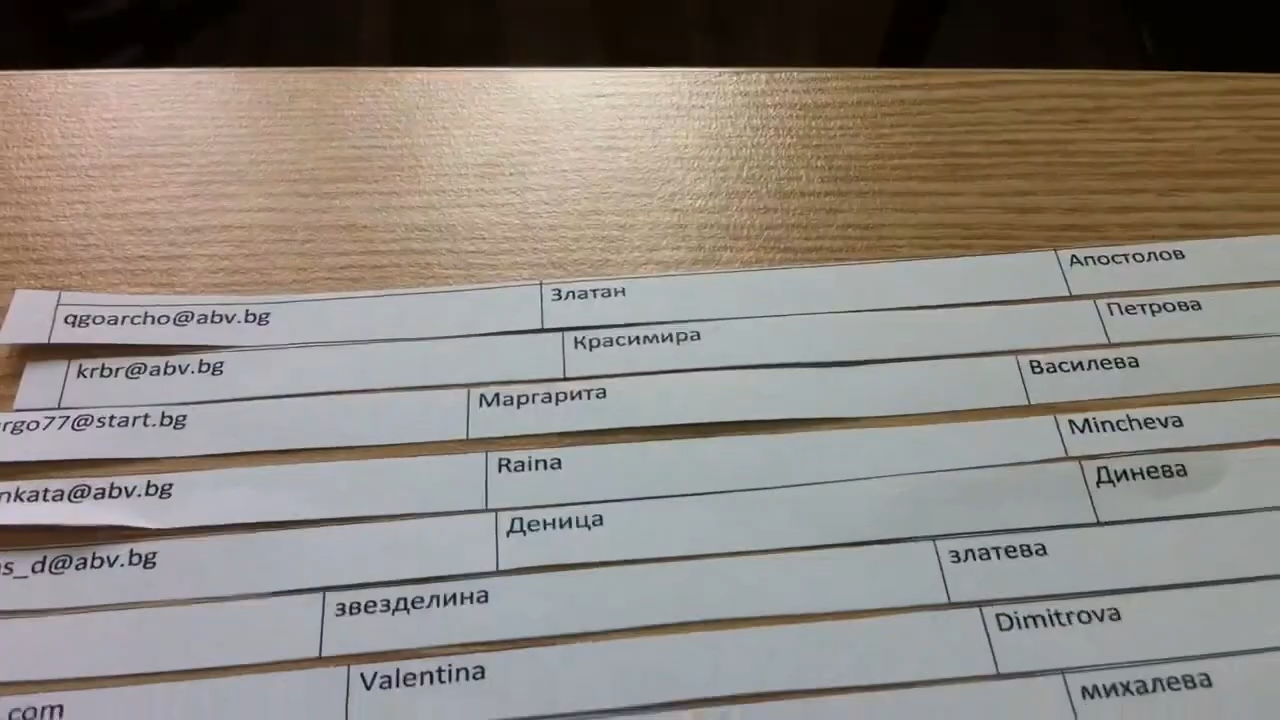 qgoarcho@abv.bg Златан Апостолов
krbr@abv.bg Красимира Петрова
rgo77@start.bg Маргарита Василева
nkata@abv.bg Raina Mincheva
s_d@abv.bg Деница Динева
звезделина златева
com Valentina Dimitrova
михалева